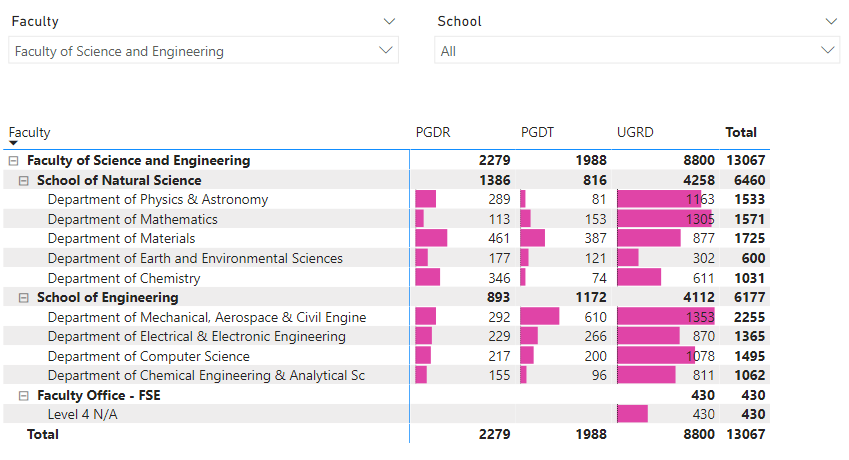 Faculty School
Faculty of Science and Engineering All
Faculty PGDR PGDT UGRD Total
Faculty of Science and Engineering 2279 1988 8800 13067
School of Natural Science 1386 816 4258 6460
Department of Physics & Astronomy 289 81 1163 1533
Department of Mathematics 113 153 1305 1571
Department of Materials 461 387 877 1725
Department of Earth and Environmental Sciences 177 121 302 600
Department of Chemistry 346 74 611 1031
School of Engineering 893 1172 4112 6177
Department of Mechanical, Aerospace & Civil Engine 292 610 1353 2255
Department of Electrical & Electronic Engineering 229 266 870 1365
Department of Computer Science 217 200 1078 1495
Department of Chemical Engineering & Analytical Sc 155 96 811 1062
Faculty Office - FSE 430 430
Level 4 N/A 430 430
Total 2279 1988 8800 13067